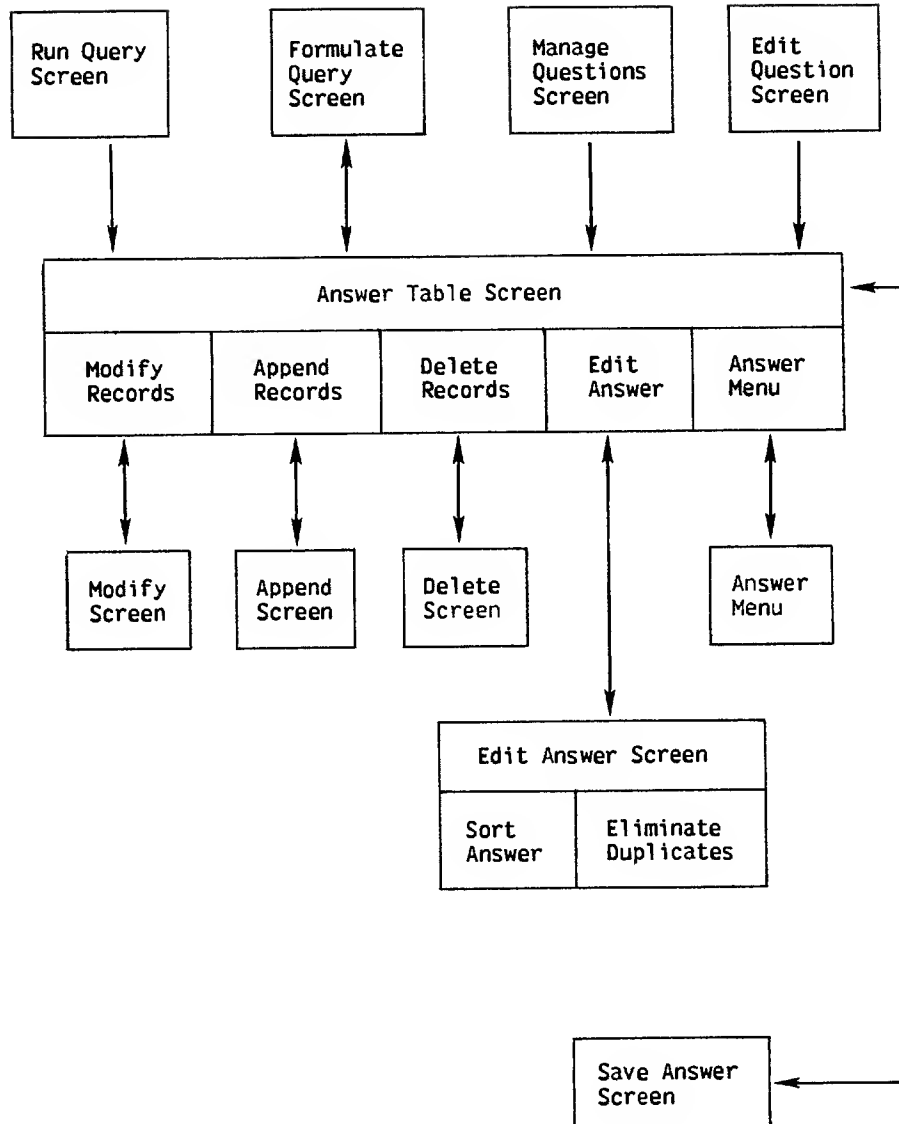 Run Query
Screen
Formulate
Query
Screen
Manage
Questions
Screen
Edit
Question
Screen
Answer Table Screen
Modify
Records
Append
Records
Delete
Records
Edit
Answer
Answer
Menu
Modify
Screen
Append
Screen
Delete
Screen
Answer
Menu
Edit Answer Screen
Sort
Answer
Eliminate
Duplicates
Save Answer
Screen